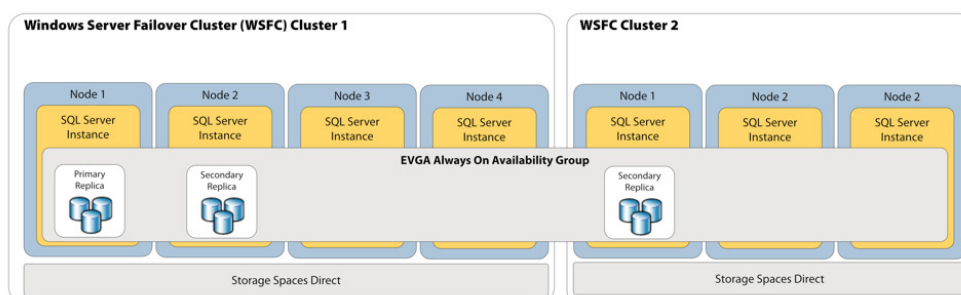 Windows Server Failover Cluster (WSFC) Cluster 1
WSFC Cluster 2
Node 1
Node 2
Node 3
Node 4
Node 1
Node 2
Node 2
SQL Server
Instance
SQL Server
Instance
SQL Server
Instance
SQL Server
Instance
SQL Server
Instance
SQL Server
Instance
SQL Server
Instance
EVGA Always On Availability Group
Primary
Replica
Secondary
Replica
Secondary
Replica
Storage Spaces Direct
Storage Spaces Direct